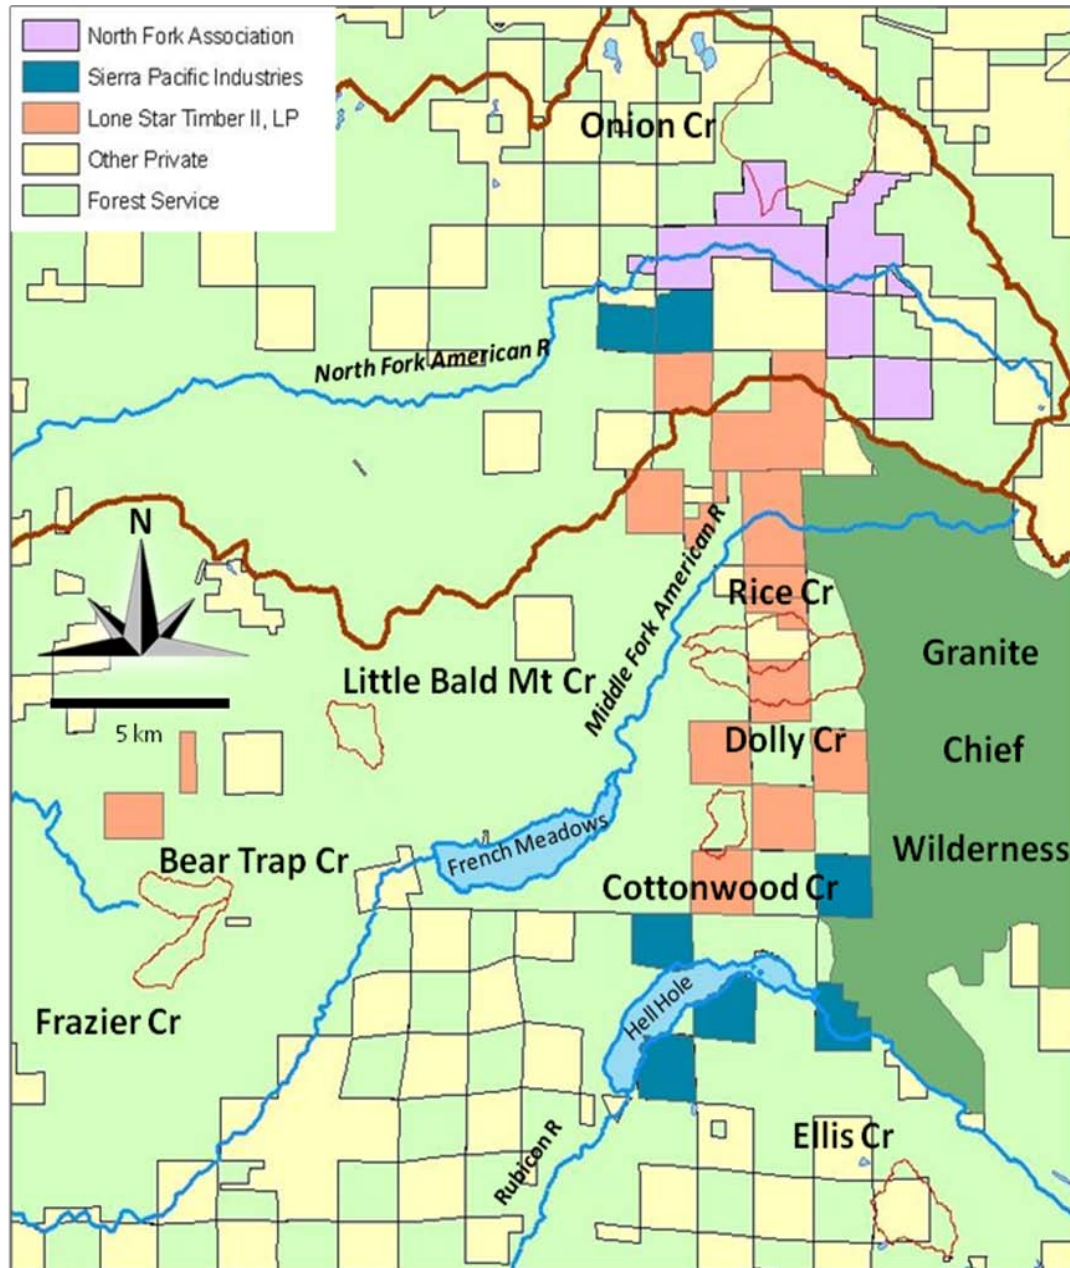 North Fork Association
Sierra Pacific Industries
Lone Star Timber II, LP
Other Private
Forest Service
Onion Cr
North Fork American R
N
Middle Fork American R
Rice Cr
Little Bald Mt Cr
Granite
5 km
Dolly Cr
Chief
French Meadows
Bear Trap Cr
Wilderness
Cottonwood Cr
Hell Hole
Frazier Cr
Rubicon R
Ellis Cr